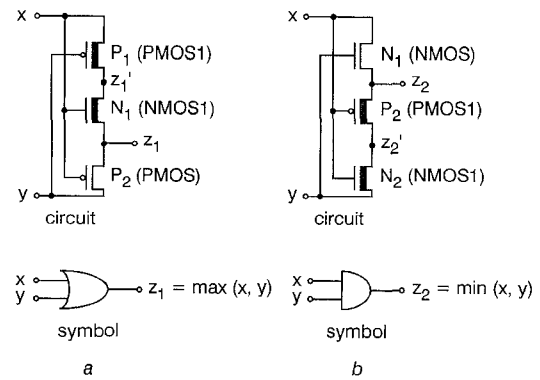 x
P₁ (PMOS1)
z₁'
N₁ (NMOS1)
z₁
P₂ (PMOS)
y
circuit
x
y
z₁ = max (x, y)
symbol
a
x
N₁ (NMOS)
z₂
P₂ (PMOS1)
z₂'
N₂ (NMOS1)
y
circuit
x
y
z₂ = min (x, y)
symbol
b